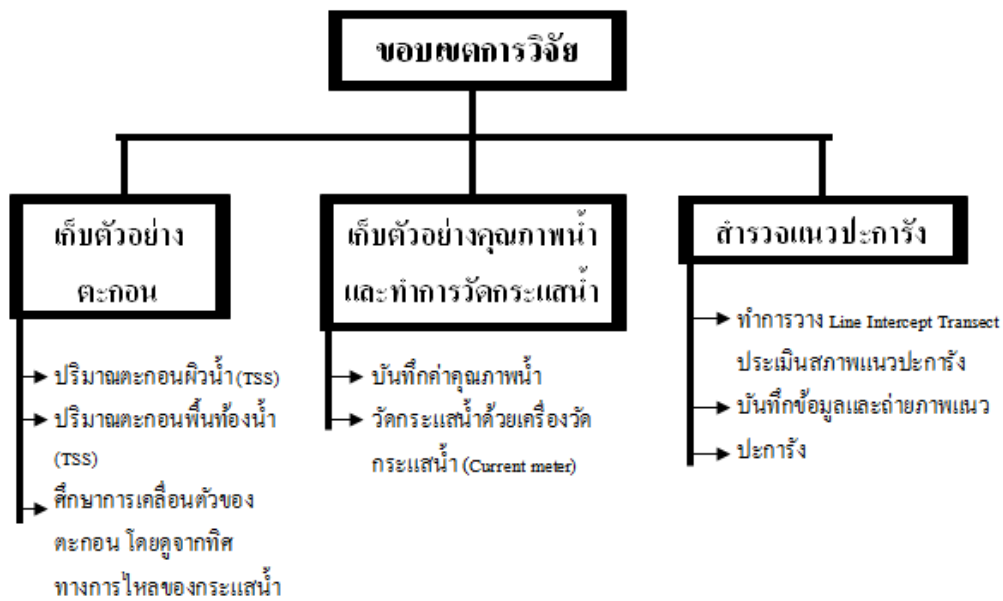 ขอบเขตการวิจัย
เก็บตัวอย่าง
ตะกอน
ปริมาณตะกอนผิวน้ำ (TSS)
ปริมาณตะกอนพื้นท้องน้ำ
(TSS)
ศึกษาการเคลื่อนตัวของ
ตะกอน โดยดูจากทิศ
ทางการไหลของกระแสน้ำ
เก็บตัวอย่างคุณภาพน้ำ
และทำการวัดกระแสน้ำ
บันทึกค่าคุณภาพน้ำ
วัดกระแสน้ำด้วยเครื่องวัด
กระแสน้ำ (Current meter)
สำรวจแนวปะการัง
ทำการวาง Line Intercept Transect
ประเมินสภาพแนวปะการัง
บันทึกข้อมูลและถ่ายภาพแนว
ปะการัง